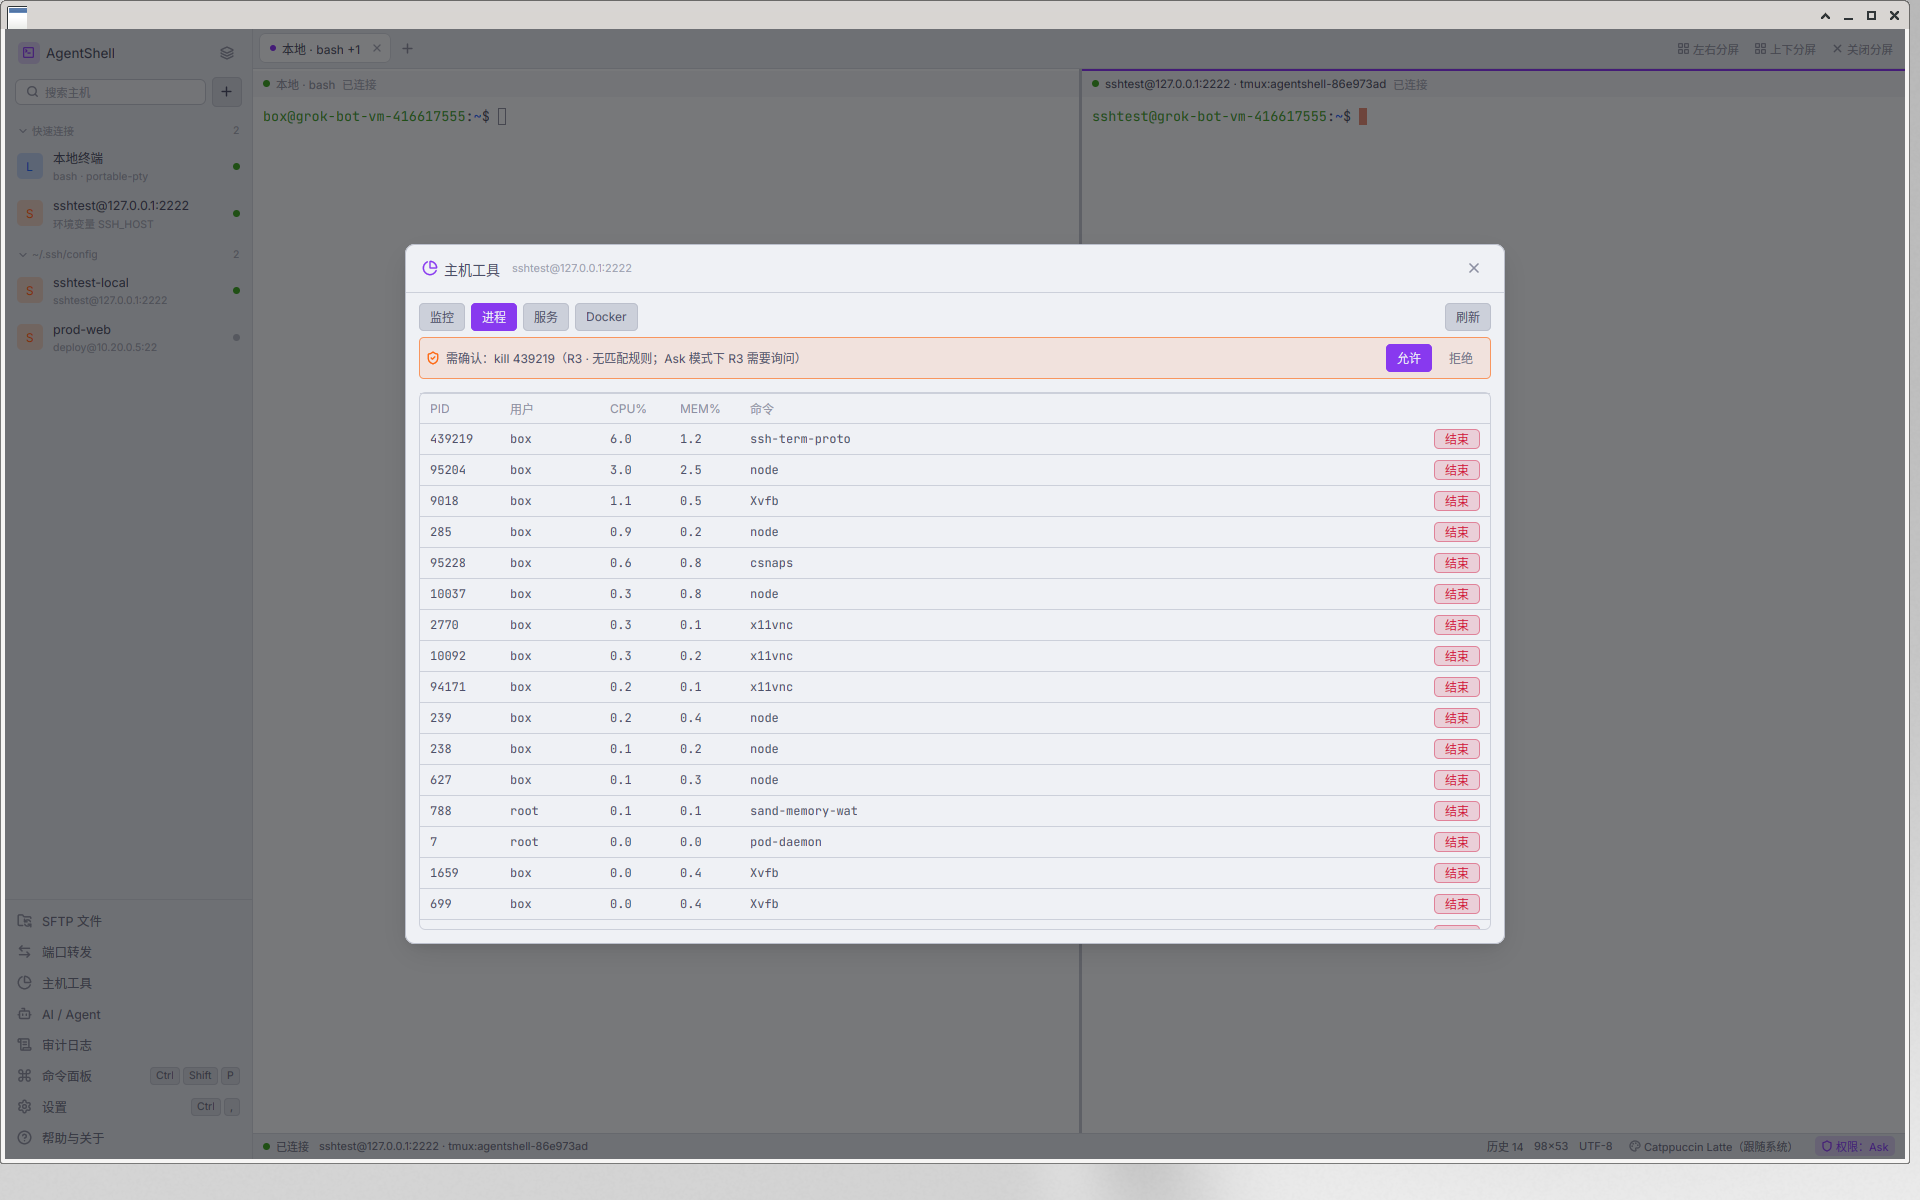 AgentShell
搜索主机
快速连接 2
L 本地终端
bash · portable-pty
S sshtest@127.0.0.1:2222
环境变量 SSH_HOST
~/.ssh/config 2
S sshtest-local
sshtest@127.0.0.1:2222
S prod-web
deploy@10.20.0.5:22
SFTP 文件
端口转发
主机工具
AI / Agent
审计日志
命令面板 Ctrl Shift P
设置 Ctrl ,
帮助与关于
本地 · bash +1
左右分屏 上下分屏 关闭分屏
本地 · bash 已连接
box@grok-bot-vm-416617555:~$
sshtest@127.0.0.1:2222 · tmux:agentshell-86e973ad 已连接
sshtest@grok-bot-vm-416617555:~$
主机工具 sshtest@127.0.0.1:2222
监控 进程 服务 Docker 刷新
需确认：kill 439219（R3 · 无匹配规则；Ask 模式下 R3 需要询问） 允许 拒绝
PID 用户 CPU% MEM% 命令
439219 box 6.0 1.2 ssh-term-proto 结束
95204 box 3.0 2.5 node 结束
9018 box 1.1 0.5 Xvfb 结束
285 box 0.9 0.2 node 结束
95228 box 0.6 0.8 csnaps 结束
10037 box 0.3 0.8 node 结束
2770 box 0.3 0.1 x11vnc 结束
10092 box 0.3 0.2 x11vnc 结束
94171 box 0.2 0.1 x11vnc 结束
239 box 0.2 0.4 node 结束
238 box 0.1 0.2 node 结束
627 box 0.1 0.3 node 结束
788 root 0.1 0.1 sand-memory-wat 结束
7 root 0.0 0.0 pod-daemon 结束
1659 box 0.0 0.4 Xvfb 结束
699 box 0.0 0.4 Xvfb 结束
已连接 sshtest@127.0.0.1:2222 · tmux:agentshell-86e973ad
历史 14 98×53 UTF-8 Catppuccin Latte（跟随系统） 权限：Ask